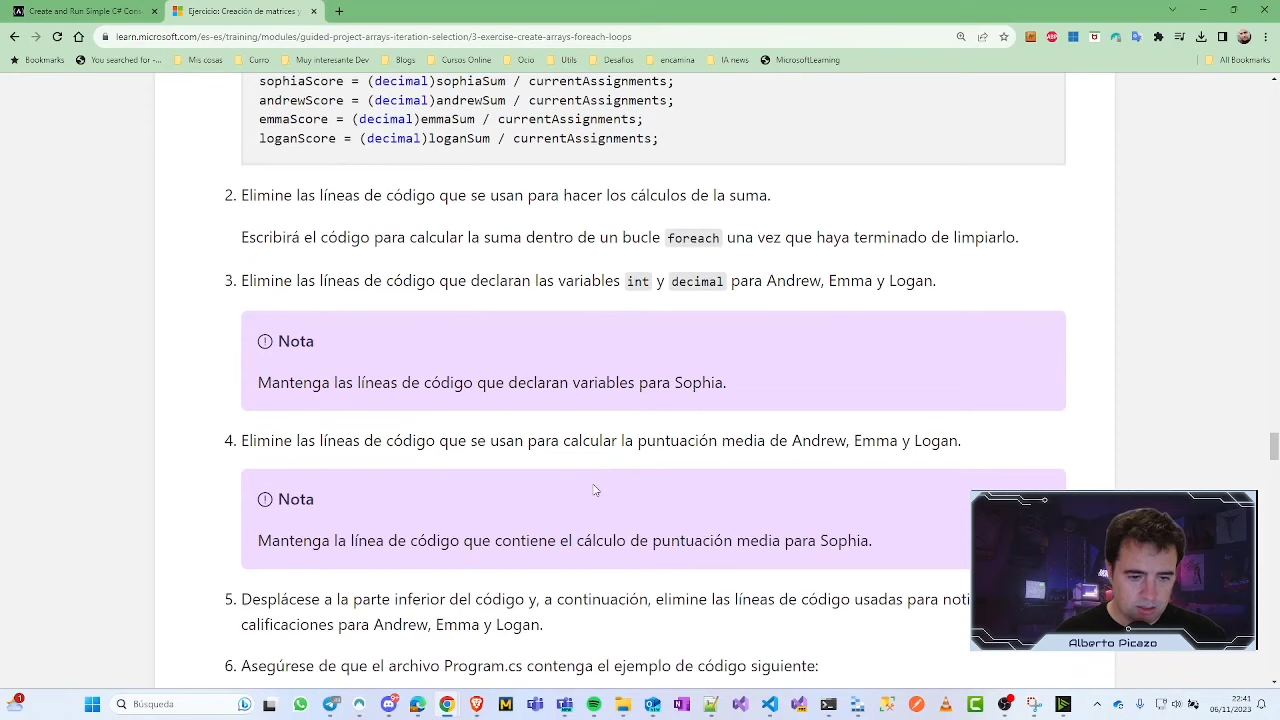 Create and Run Simple C# Cons
Ejercicio: Creación de matrices y
learn.microsoft.com/es-es/training/modules/guided-project-arrays-iteration-selection/3-exercise-create-arrays-foreach-loops
Bookmarks
You searched for -...
Mis cosas
Curro
Muy interesante Dev
Blogs
Cursos Online
Ocio
Utils
Desafios
encamina
IA news
MicrosoftLearning
All Bookmarks
sophiaScore = (decimal)sophiaSum / currentAssignments;
andrewScore = (decimal)andrewSum / currentAssignments;
emmaScore = (decimal)emmaSum / currentAssignments;
loganScore = (decimal)loganSum / currentAssignments;
2. Elimine las líneas de código que se usan para hacer los cálculos de la suma.
Escribirá el código para calcular la suma dentro de un bucle foreach una vez que haya terminado de limpiarlo.
3. Elimine las líneas de código que declaran las variables int y decimal para Andrew, Emma y Logan.
Nota
Mantenga las líneas de código que declaran variables para Sophia.
4. Elimine las líneas de código que se usan para calcular la puntuación media de Andrew, Emma y Logan.
Nota
Mantenga la línea de código que contiene el cálculo de puntuación media para Sophia.
5. Desplácese a la parte inferior del código y, a continuación, elimine las líneas de código usadas para noti
calificaciones para Andrew, Emma y Logan.
6. Asegúrese de que el archivo Program.cs contenga el ejemplo de código siguiente:
Alberto Picazo
Búsqueda
22:41
06/11/2023